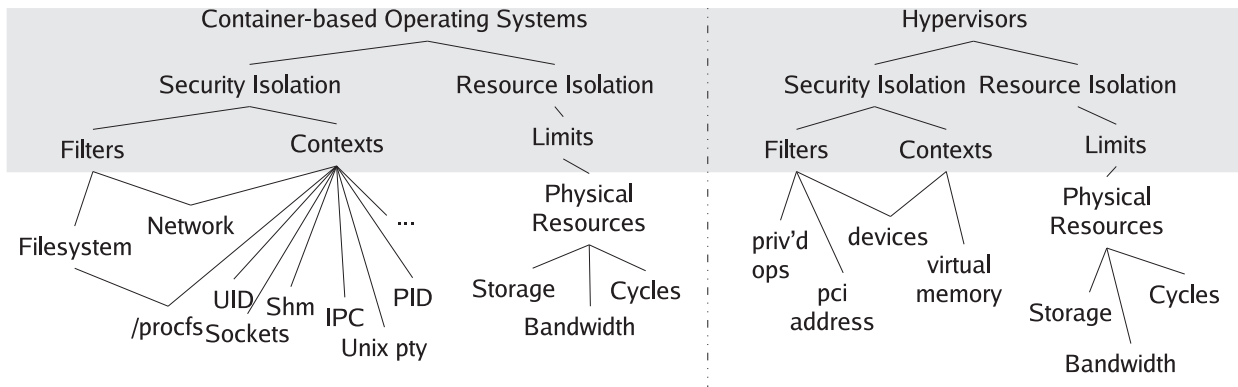 Container-based Operating Systems
Hypervisors
Security Isolation
Resource Isolation
Security Isolation
Resource Isolation
Filters
Contexts
Limits
Filters
Contexts
Limits
Network
Filesystem
...
Physical
Resources
priv'd
ops
devices
virtual
memory
Physical
Resources
/procfs
UID
Sockets
Shm
IPC
Unix pty
PID
Storage
Bandwidth
Cycles
pci
address
Storage
Bandwidth
Cycles